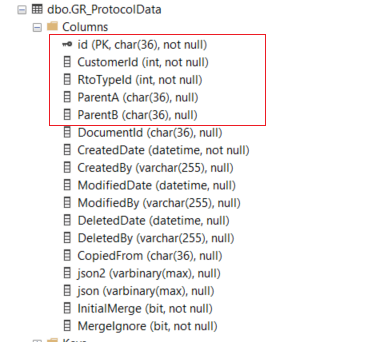 dbo.GR_ProtocolData
Columns
id (PK, char(36), not null)
CustomerId (int, not null)
RtoTypeId (int, not null)
ParentA (char(36), null)
ParentB (char(36), null)
DocumentId (char(36), null)
CreatedDate (datetime, not null)
CreatedBy (varchar(255), null)
ModifiedDate (datetime, null)
ModifiedBy (varchar(255), null)
DeletedDate (datetime, null)
DeletedBy (varchar(255), null)
CopiedFrom (char(36), null)
json2 (varbinary(max), null)
json (varbinary(max), null)
InitialMerge (bit, not null)
MergeIgnore (bit, not null)